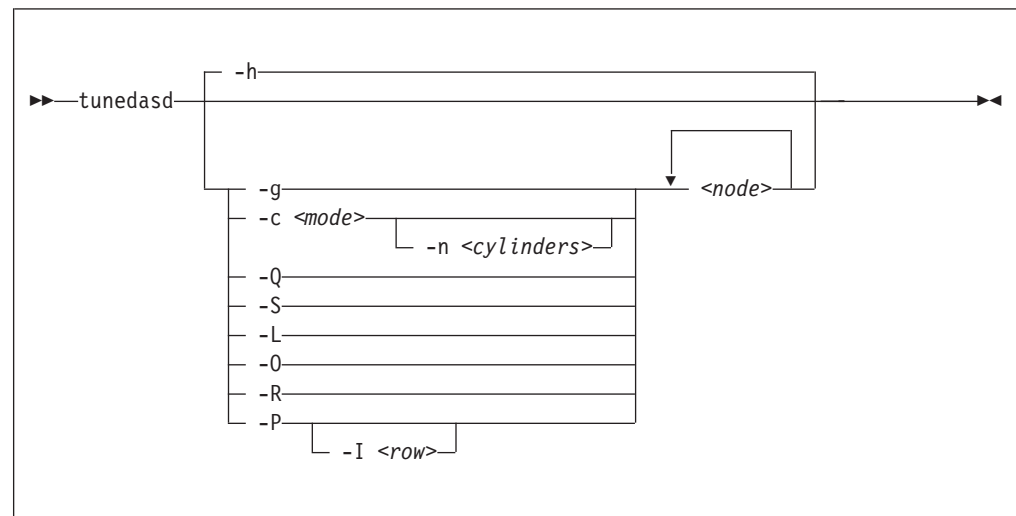 -h
tunedasd
<node>
-g
-c <mode>
-n <cylinders>
-Q
-S
-L
-O
-R
-P
-I <row>